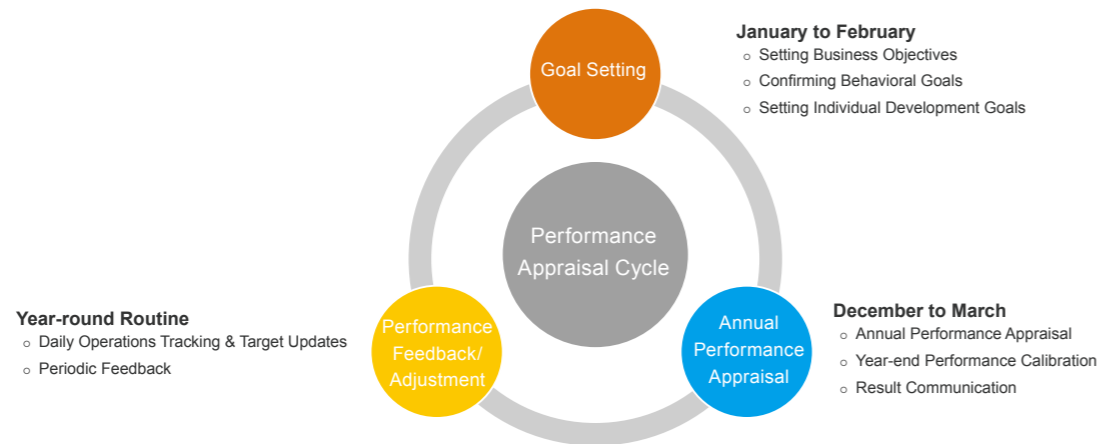 January to February
○ Setting Business Objectives
○ Confirming Behavioral Goals
○ Setting Individual Development Goals
Goal Setting
Performance
Appraisal Cycle
Year-round Routine
○ Daily Operations Tracking & Target Updates
○ Periodic Feedback
Performance
Feedback/
Adjustment
Annual
Performance
Appraisal
December to March
○ Annual Performance Appraisal
○ Year-end Performance Calibration
○ Result Communication